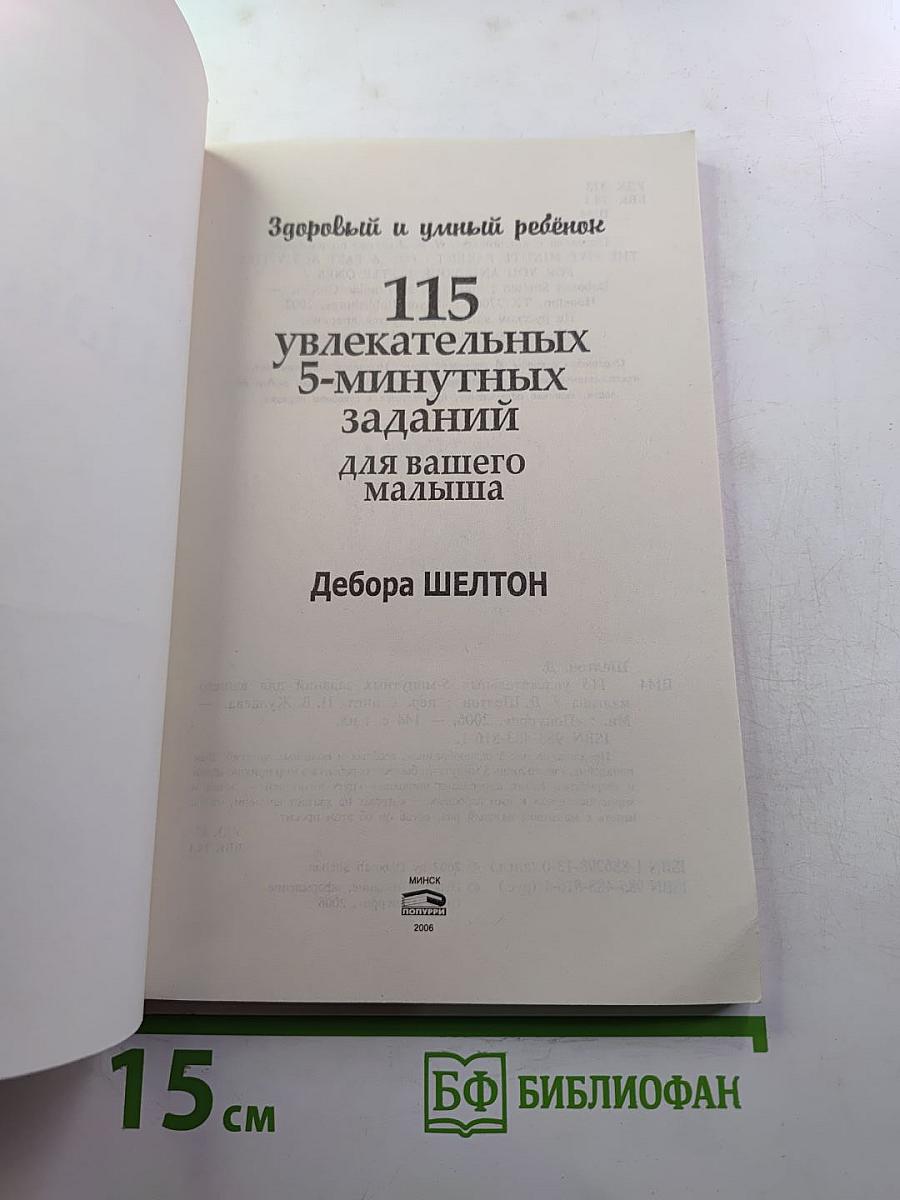 Здоровый и умный ребёнок
115
увлекательных
5-минутных
заданий
для вашего
малыша
Дебора ШЕЛТОН
МИНСК
ПОПУРРИ
2006
15 см
БФ БИБЛИОФАН